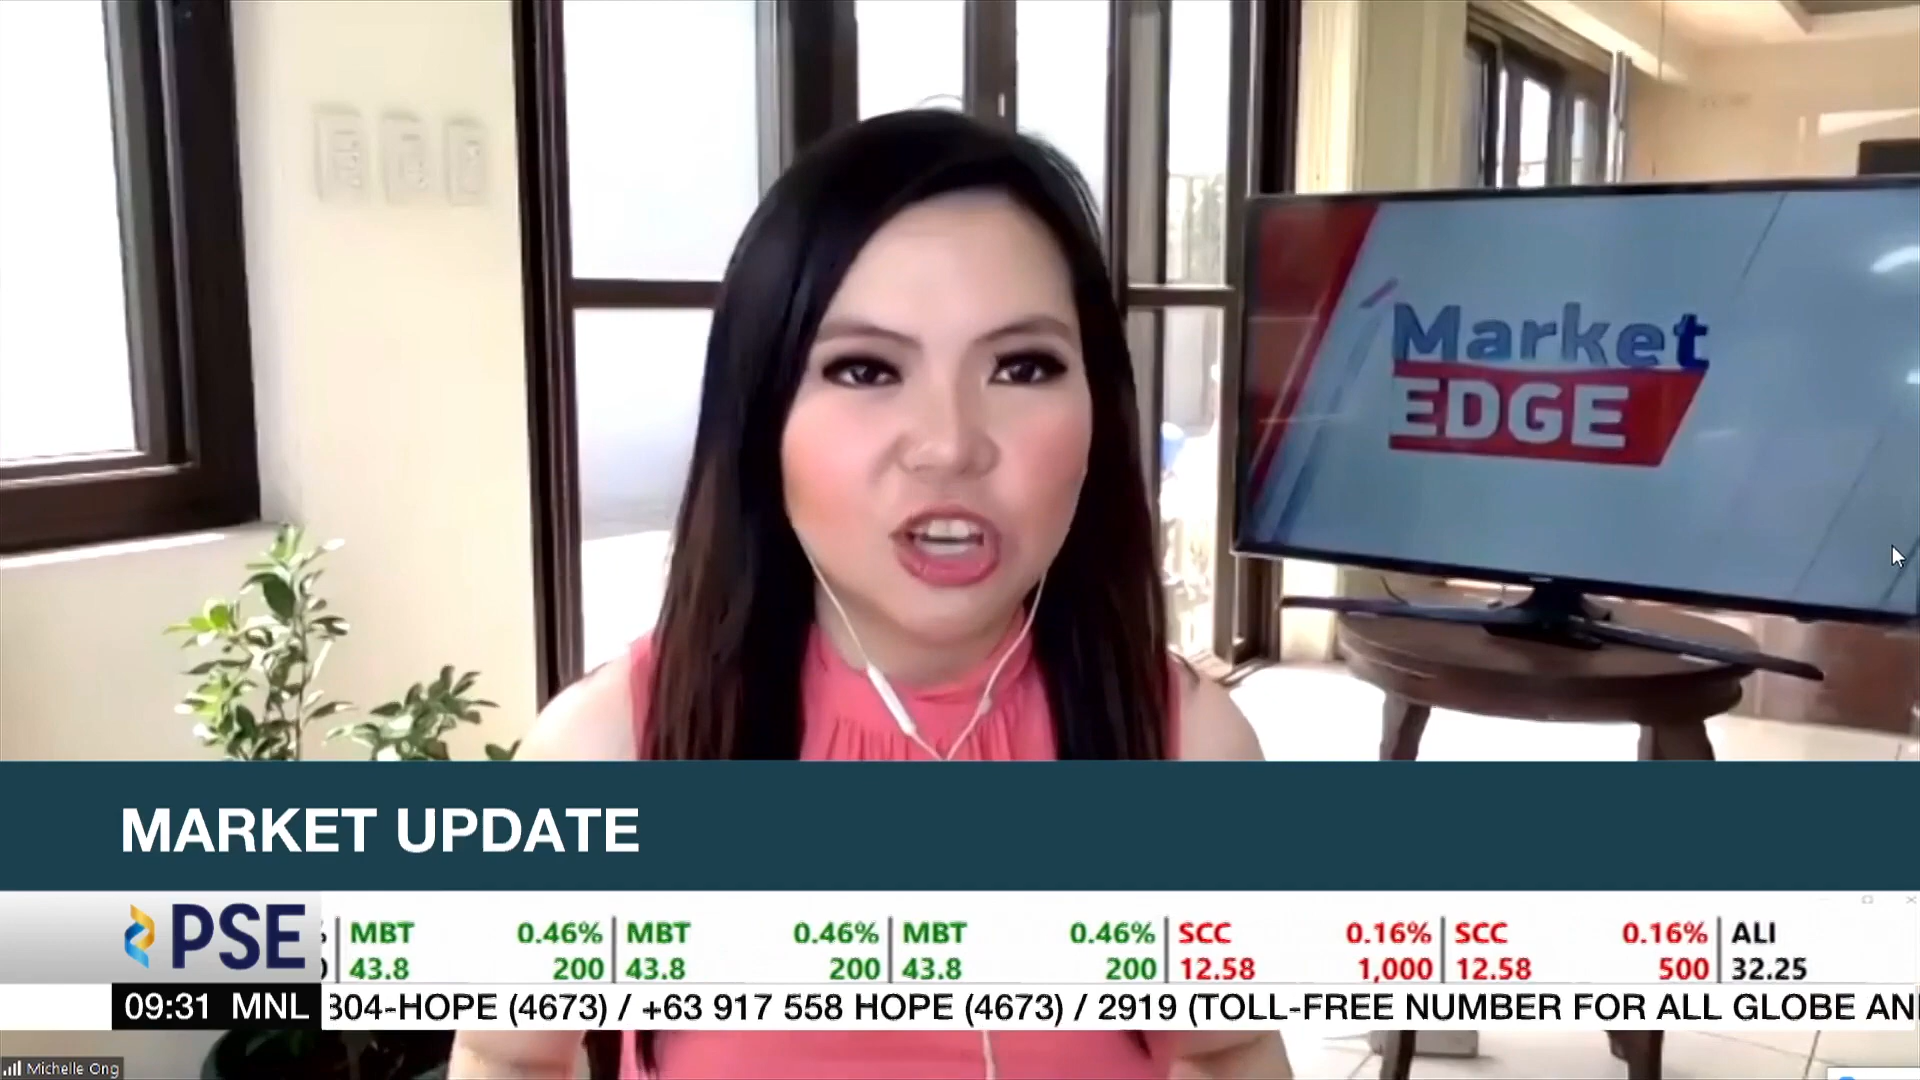 Market
EDGE
MARKET UPDATE
PSE
% MBT 0.46% MBT 0.46% MBT 0.46% SCC 0.16% SCC 0.16% ALI
43.8 200 43.8 200 43.8 200 12.58 1,000 12.58 500 32.25
09:31 MNL 804-HOPE (4673) / +63 917 558 HOPE (4673) / 2919 (TOLL-FREE NUMBER FOR ALL GLOBE AN
Michelle Ong